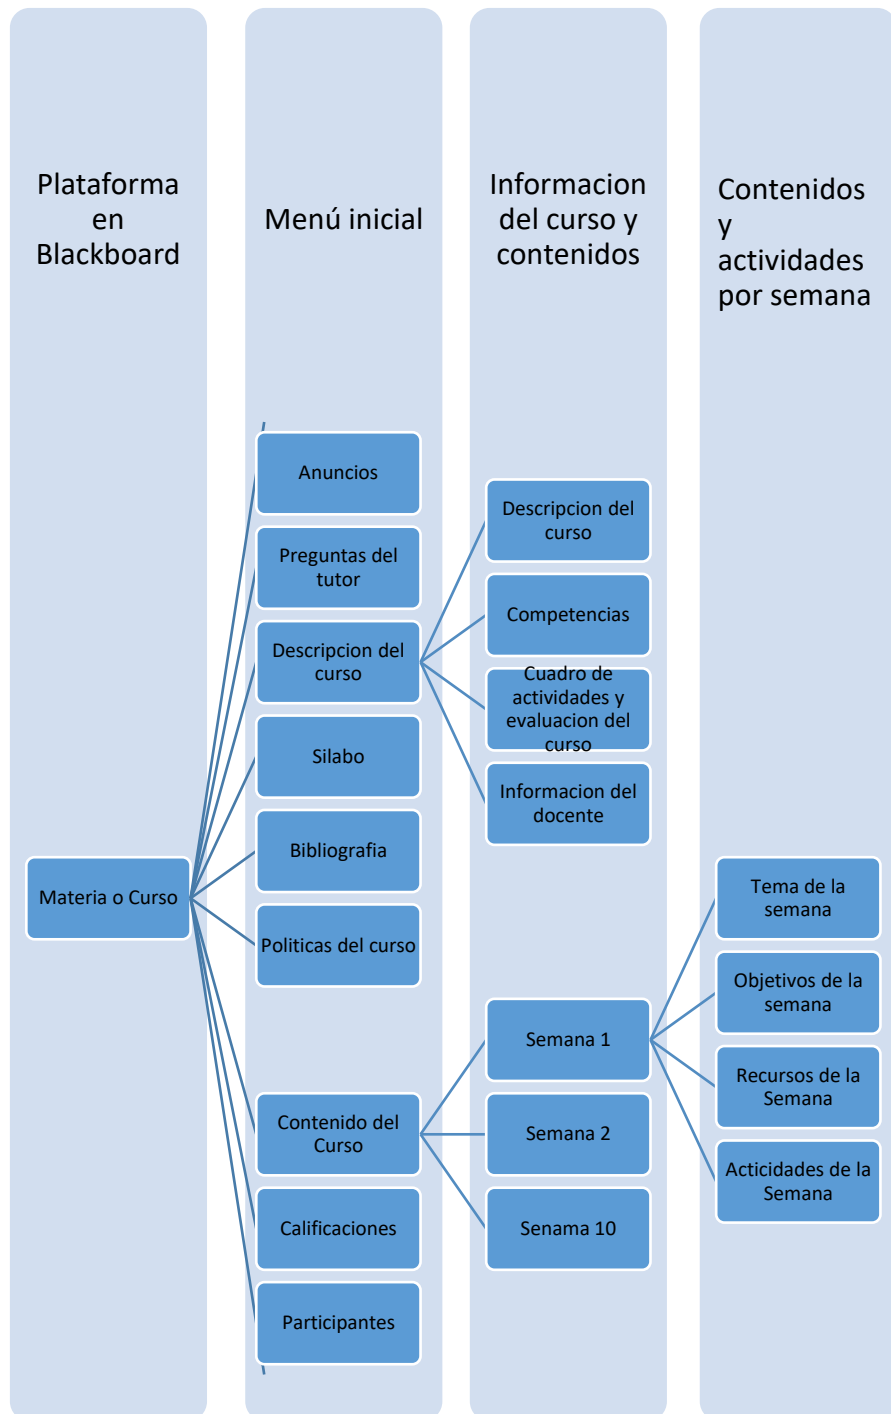 Plataforma
en
Blackboard
Menú inicial
Informacion
del curso y
contenidos
Contenidos
y
actividades
por semana
Materia o Curso
Anuncios
Preguntas del
tutor
Descripcion del
curso
Silabo
Bibliografia
Politicas del curso
Contenido del
Curso
Calificaciones
Participantes
Descripcion del
curso
Competencias
Cuadro de
actividades y
evaluacion del
curso
Informacion del
docente
Semana 1
Semana 2
Senama 10
Tema de la
semana
Objetivos de la
semana
Recursos de la
Semana
Acticidades de la
Semana